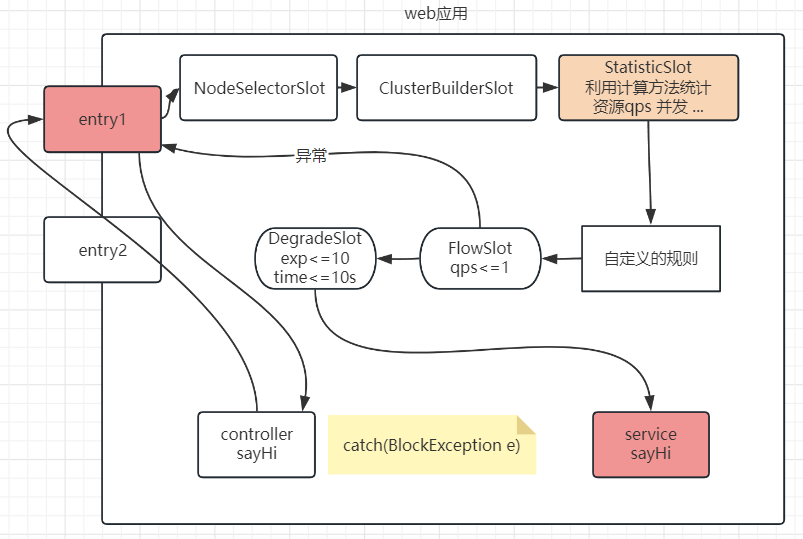 web应用
NodeSelectorSlot
ClusterBuilderSlot
StatisticSlot
利用计算方法统计
资源qps 并发 ...
entry1
异常
entry2
DegradeSlot
exp<=10
time<=10s
FlowSlot
qps<=1
自定义的规则
controller
sayHi
catch(BlockException e)
service
sayHi